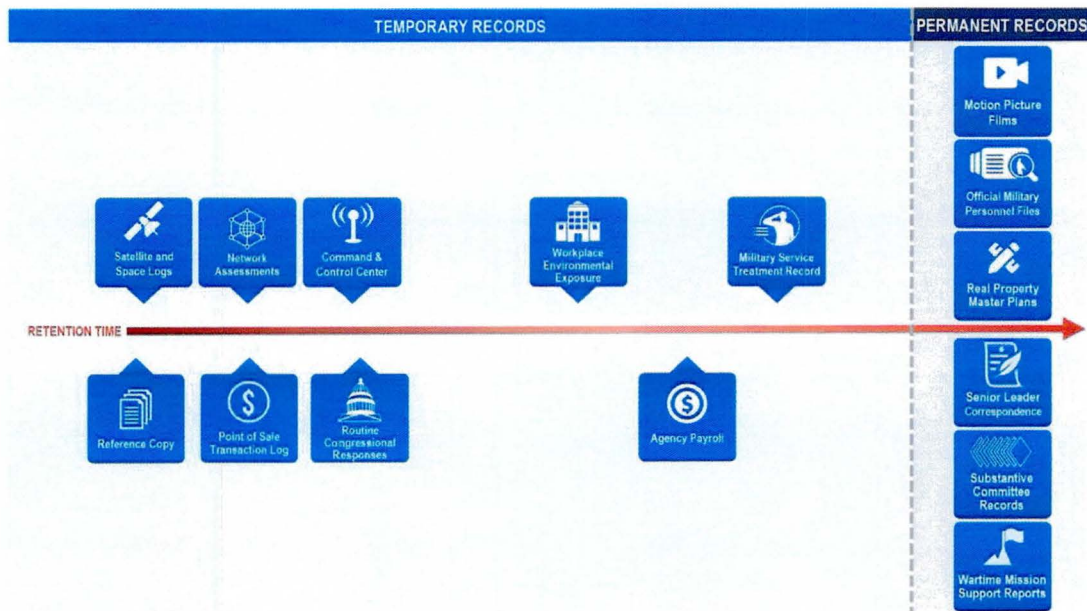 TEMPORARY RECORDS
PERMANENT RECORDS
Motion Picture
Films
Official Military
Personnel Files
Real Property
Master Plans
Satellite and
Space Logs
Network
Assessments
Command &
Control Center
Workplace
Environmental
Exposure
Military Service
Treatment Record
RETENTION TIME
Reference Copy
Point of Sale
Transaction Log
Routine
Congressional
Responses
Agency Payroll
Senior Leader
Correspondence
Substantive
Committee
Records
Wartime Mission
Support Reports